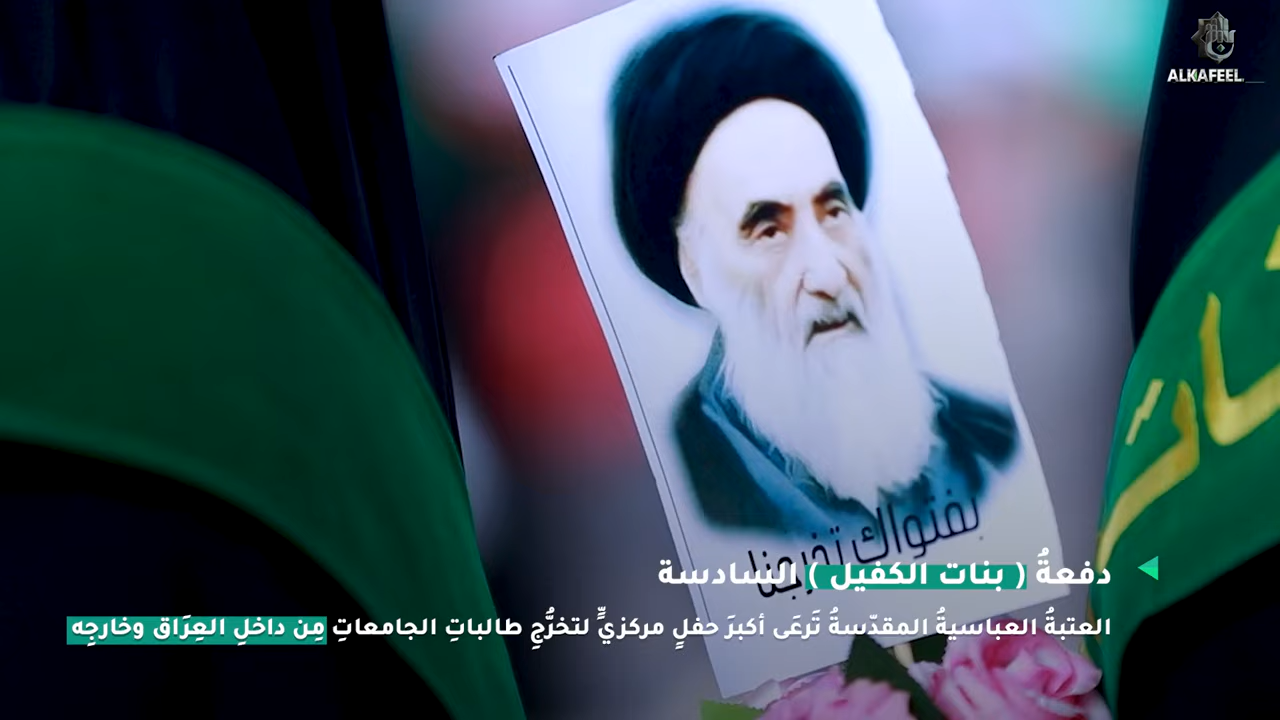 ALKAFEEL
بفتواك تخرجنا
دفعةُ ( بنات الكفيل ) السادسة
العتبةُ العباسيةُ المقدّسةُ تَرعَى أكبرَ حفلٍ مركزيٍّ لتخرُّجِ طالباتِ الجامعاتِ مِن داخلِ العِرَاق وخارجِه